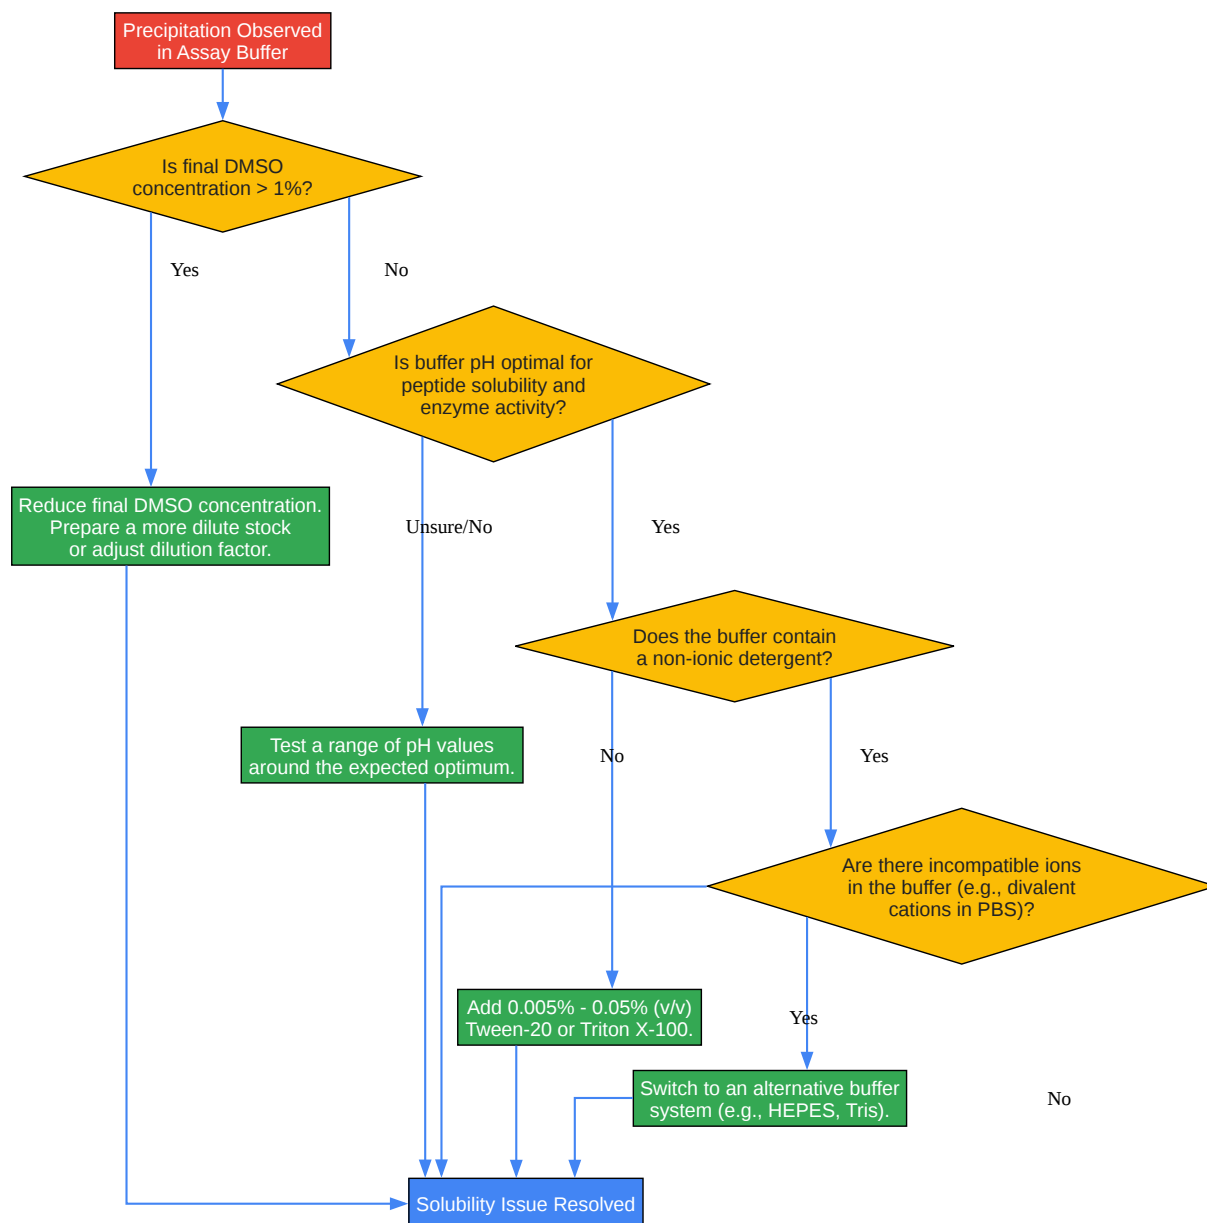 Precipitation Observed
in Assay Buffer
Is final DMSO
concentration > 1%?
Yes
No
Is buffer pH optimal for
peptide solubility and
enzyme activity?
Reduce final DMSO concentration.
Prepare a more dilute stock
or adjust dilution factor.
Unsure/No
Yes
Does the buffer contain
a non-ionic detergent?
Test a range of pH values
around the expected optimum.
No
Yes
Are there incompatible ions
in the buffer (e.g., divalent
cations in PBS)?
Add 0.005% - 0.05% (v/v)
Tween-20 or Triton X-100.
Yes
Switch to an alternative buffer
system (e.g., HEPES, Tris).
No
Solubility Issue Resolved